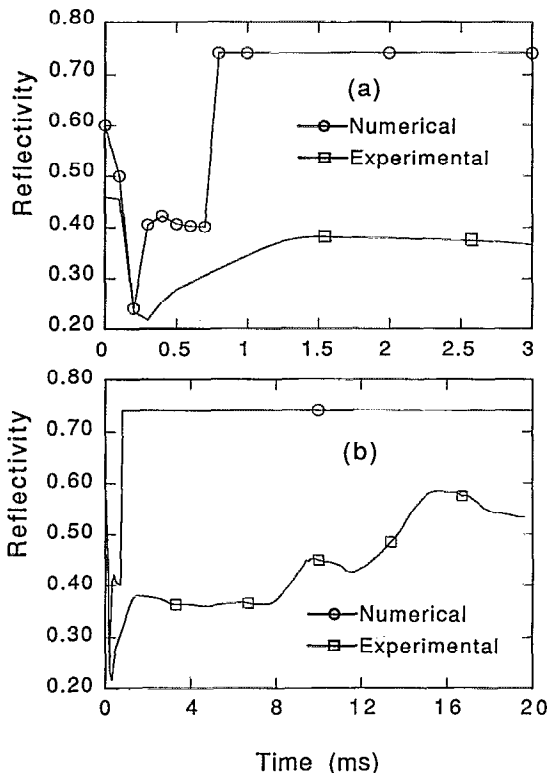 0.80
0.70
0.60
0.50
0.40
0.30
0.20
Reflectivity
(a)
Numerical
Experimental
0 0.5 1 1.5 2 2.5 3
0.80
0.70
0.60
0.50
0.40
0.30
0.20
Reflectivity
(b)
Numerical
Experimental
0 4 8 12 16 20
Time (ms)